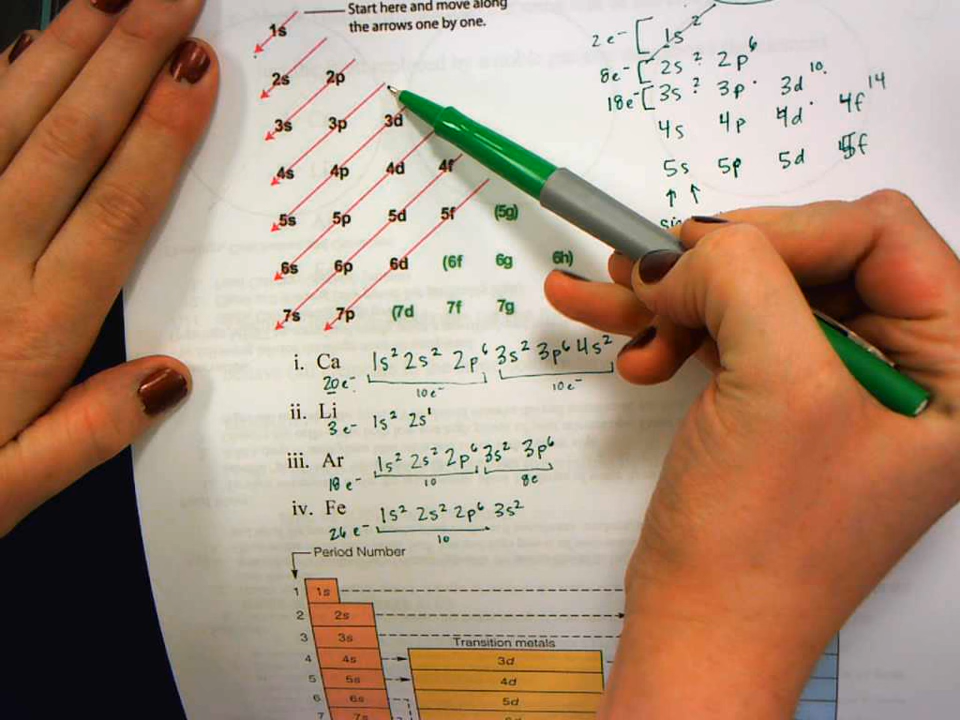 Start here and move along
the arrows one by one.
1s
2s 2p
3s 3p 3d
4s 4p 4d 4f
5s 5p 5d 5f (5g)
6s 6p 6d (6f 6g 6h)
7s 7p (7d 7f 7g
2e⁻ [ 1s²
8e⁻ [ 2s² 2p⁶
18e⁻ [ 3s² 3p 3d¹⁰
4s 4p 4d 4f¹⁴
5s 5p 5d 5f
↑ ↑
i. Ca 1s² 2s² 2p⁶ 3s² 3p⁶ 4s²
20e⁻ 10e⁻ 10e⁻
ii. Li 1s² 2s¹
3e⁻
iii. Ar 1s² 2s² 2p⁶ 3s² 3p⁶
18e⁻ 10 8e
iv. Fe 1s² 2s² 2p⁶ 3s²
26e⁻ 10
Period Number
1 1s
2 2s
3 3s
Transition metals
4 4s 3d
5 5s 4d
6 6s 5d
7 7s